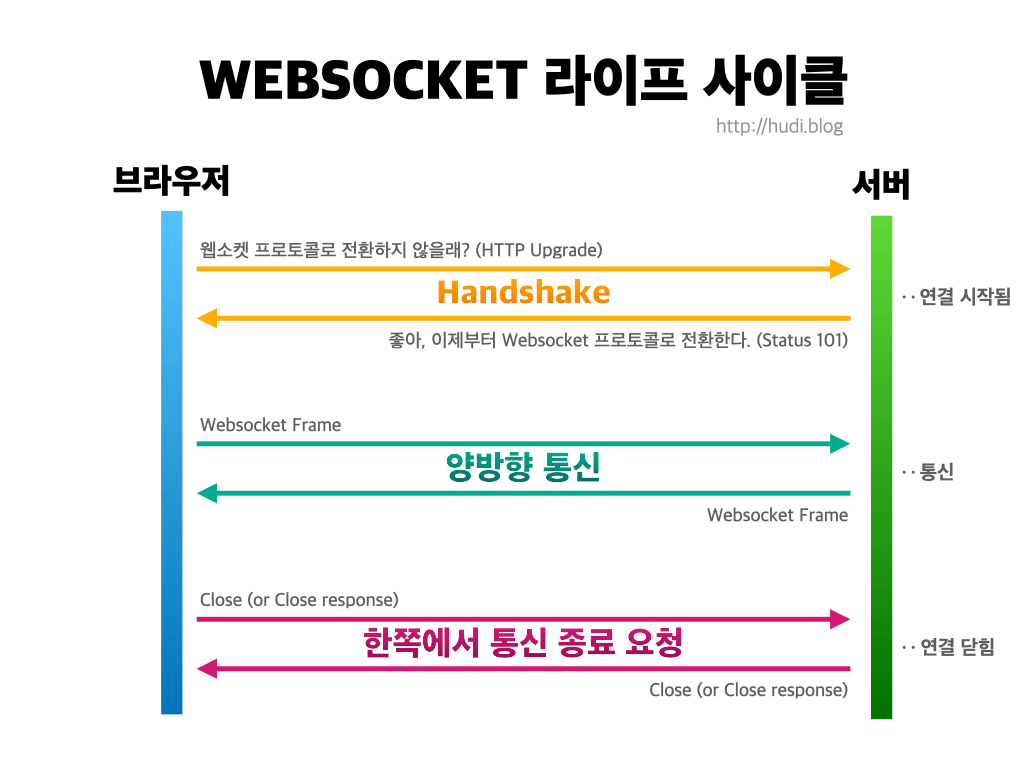 WEBSOCKET 라이프 사이클
http://hudi.blog
브라우저
서버
웹소켓 프로토콜로 전환하지 않을래? (HTTP Upgrade)
Handshake
·· 연결 시작됨
좋아, 이제부터 Websocket 프로토콜로 전환한다. (Status 101)
Websocket Frame
양방향 통신
·· 통신
Websocket Frame
Close (or Close response)
한쪽에서 통신 종료 요청
·· 연결 닫힘
Close (or Close response)